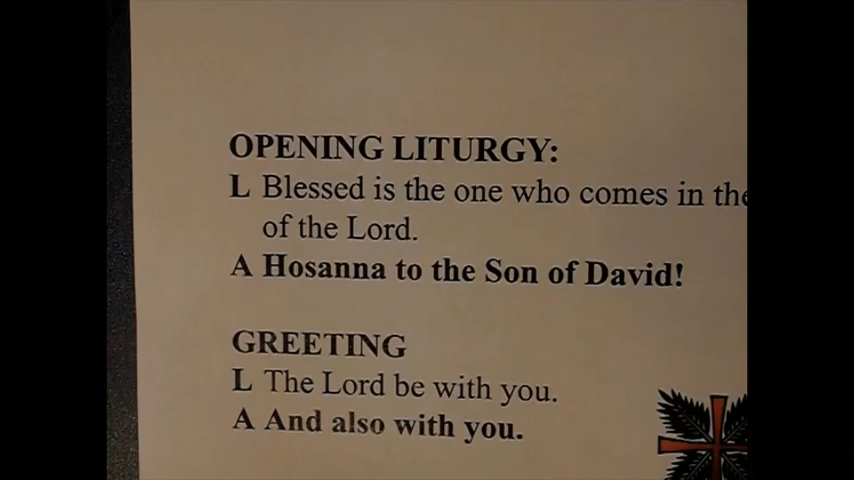 OPENING LITURGY:
L Blessed is the one who comes in the
of the Lord.
A Hosanna to the Son of David!
GREETING
L The Lord be with you.
A And also with you.